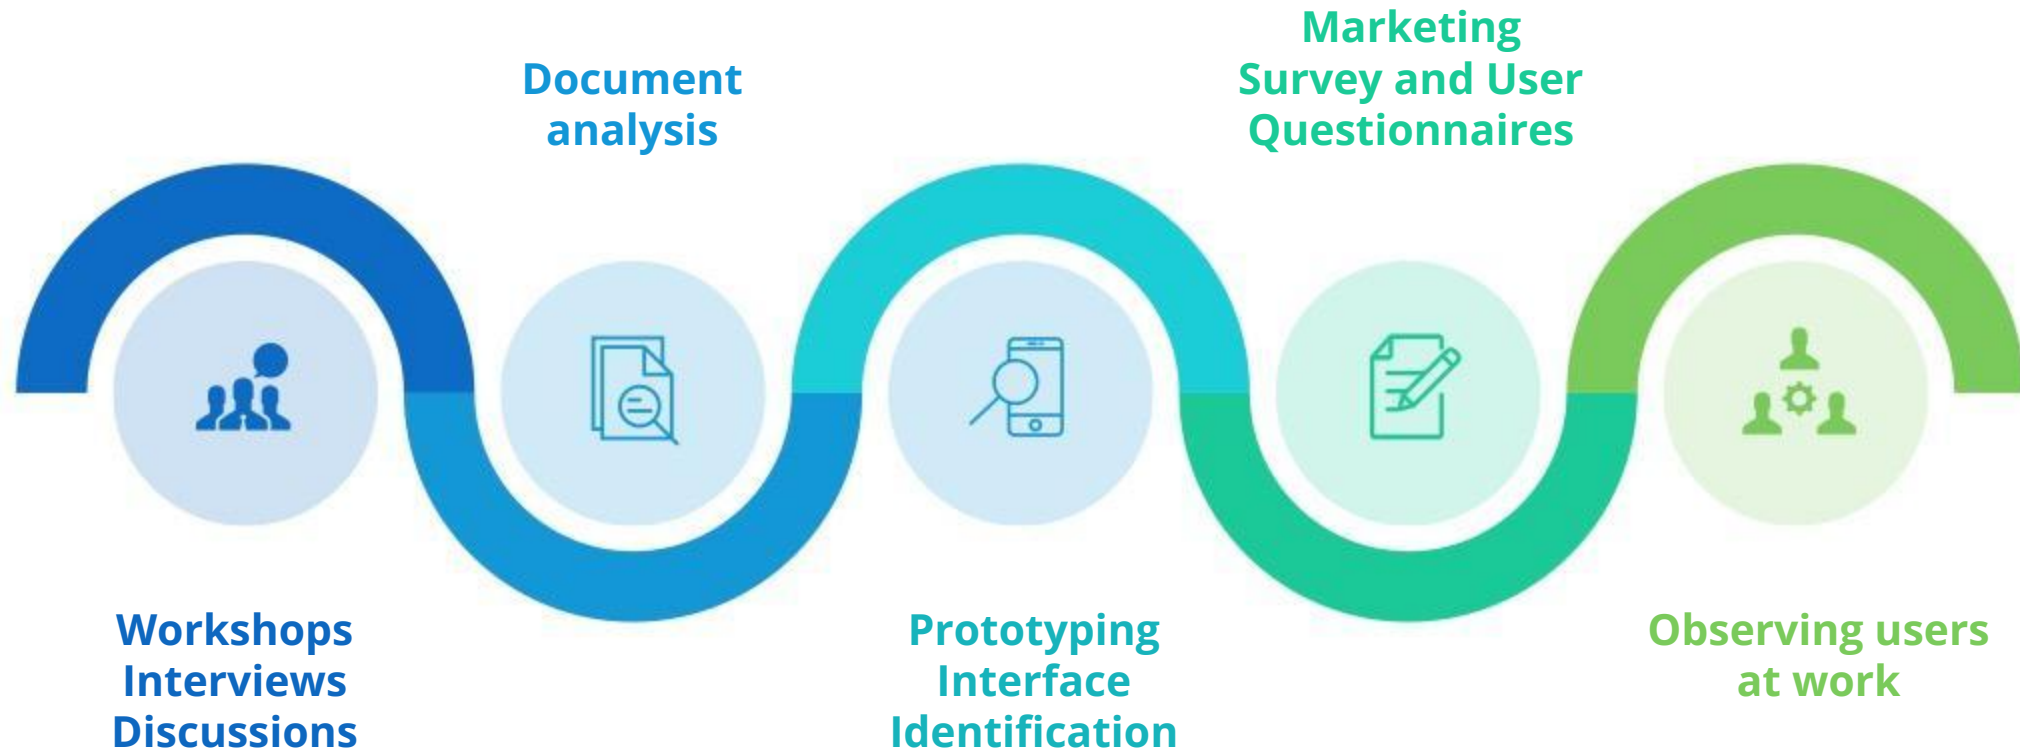 Workshops
Interviews
Discussions
Document
analysis
Prototyping
Interface
Identification
Marketing
Survey and User
Questionnaires
Observing users
at work